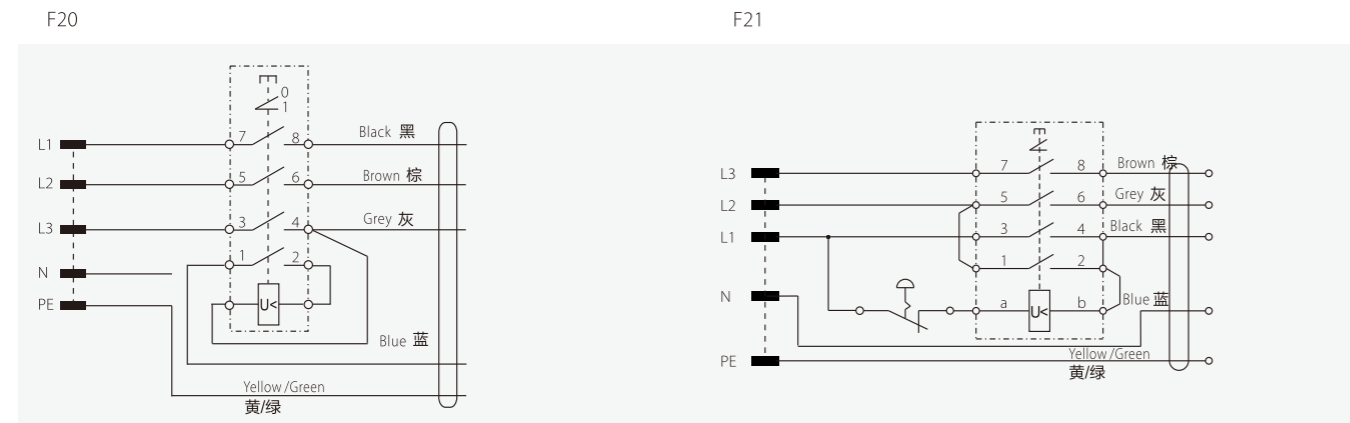 F20
F21
0
1
L1
7
8
Black 黑
L2
5
6
Brown 棕
L3
3
4
Grey 灰
1
2
N
PE
U<
Blue 蓝
Yellow /Green
黄/绿
L3
7
8
Brown 棕
L2
5
6
Grey 灰
L1
3
4
Black 黑
1
2
N
a
U<
b
Blue 蓝
PE
Yellow /Green
黄/绿